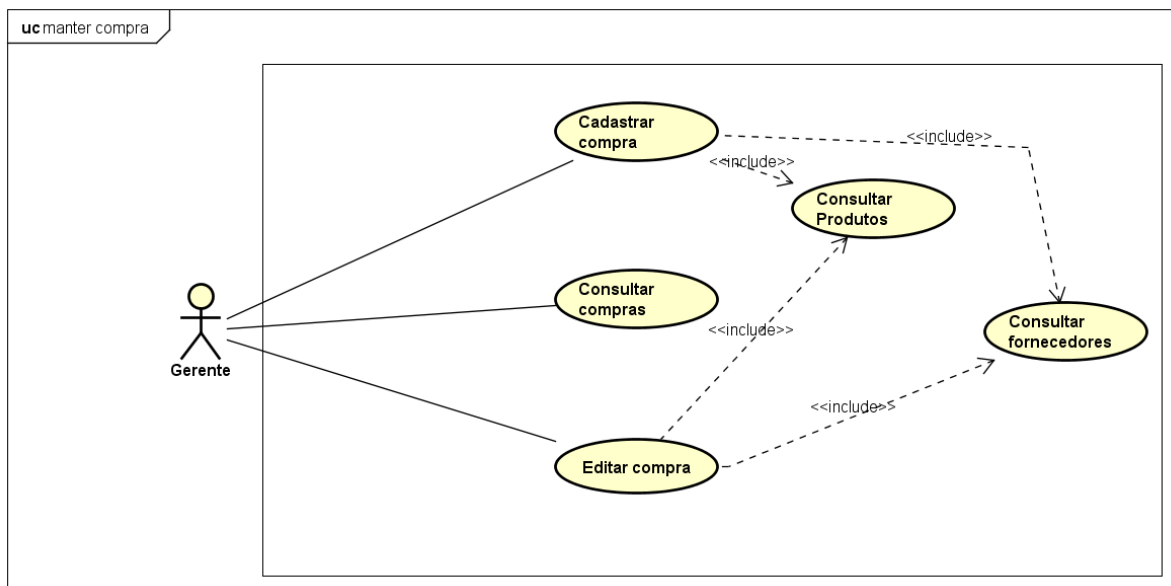 uc manter compra
Cadastrar
compra
<<include>>
<<include>>
Consultar
Produtos
Consultar
compras
Consultar
fornecedores
<<include>>
Gerente
<<include>>
Editar compra